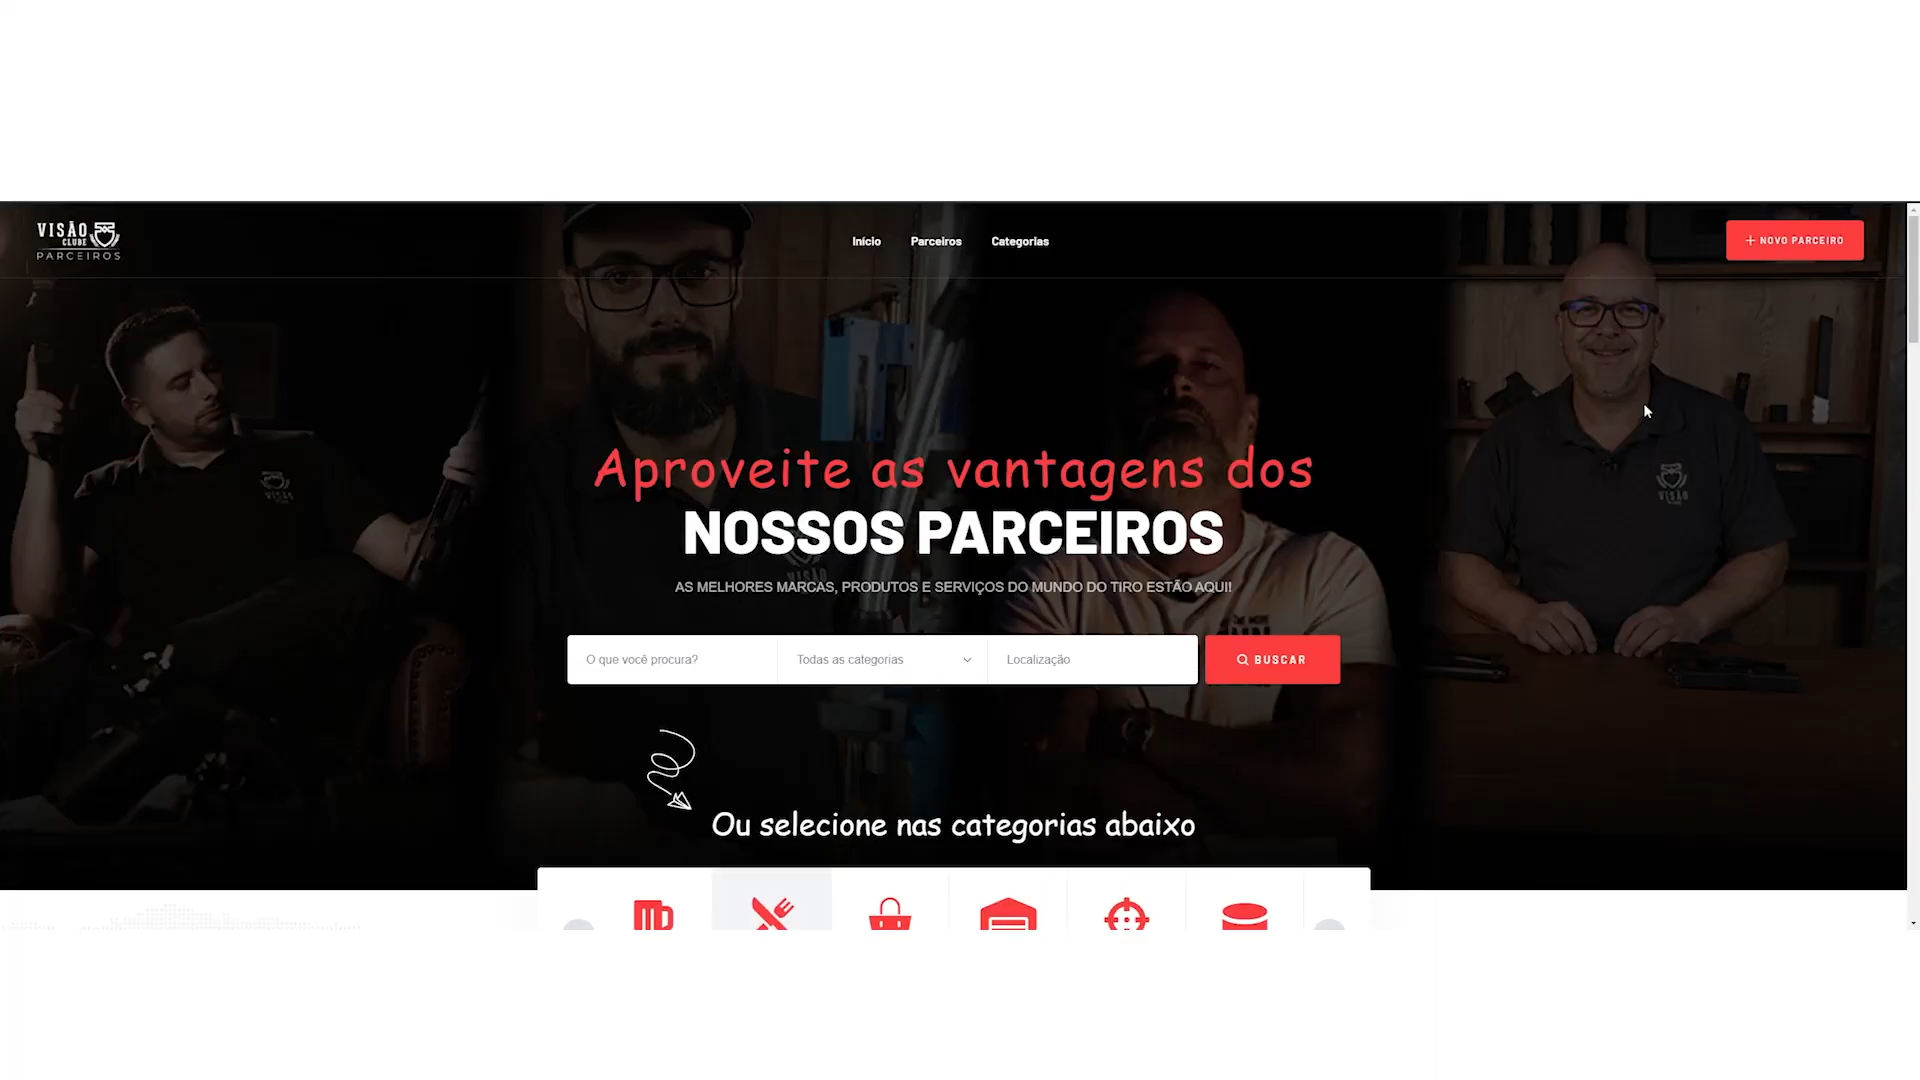 VISÃO
CLUBE
PARCEIROS
Início
Parceiros
Categorias
NOVO PARCEIRO
VISÃO
VISÃO
Aproveite as vantagens dos
NOSSOS PARCEIROS
AS MELHORES MARCAS, PRODUTOS E SERVIÇOS DO MUNDO DO TIRO ESTÃO AQUI!
O que você procura?
Todas as categorias
Localização
BUSCAR
Ou selecione nas categorias abaixo